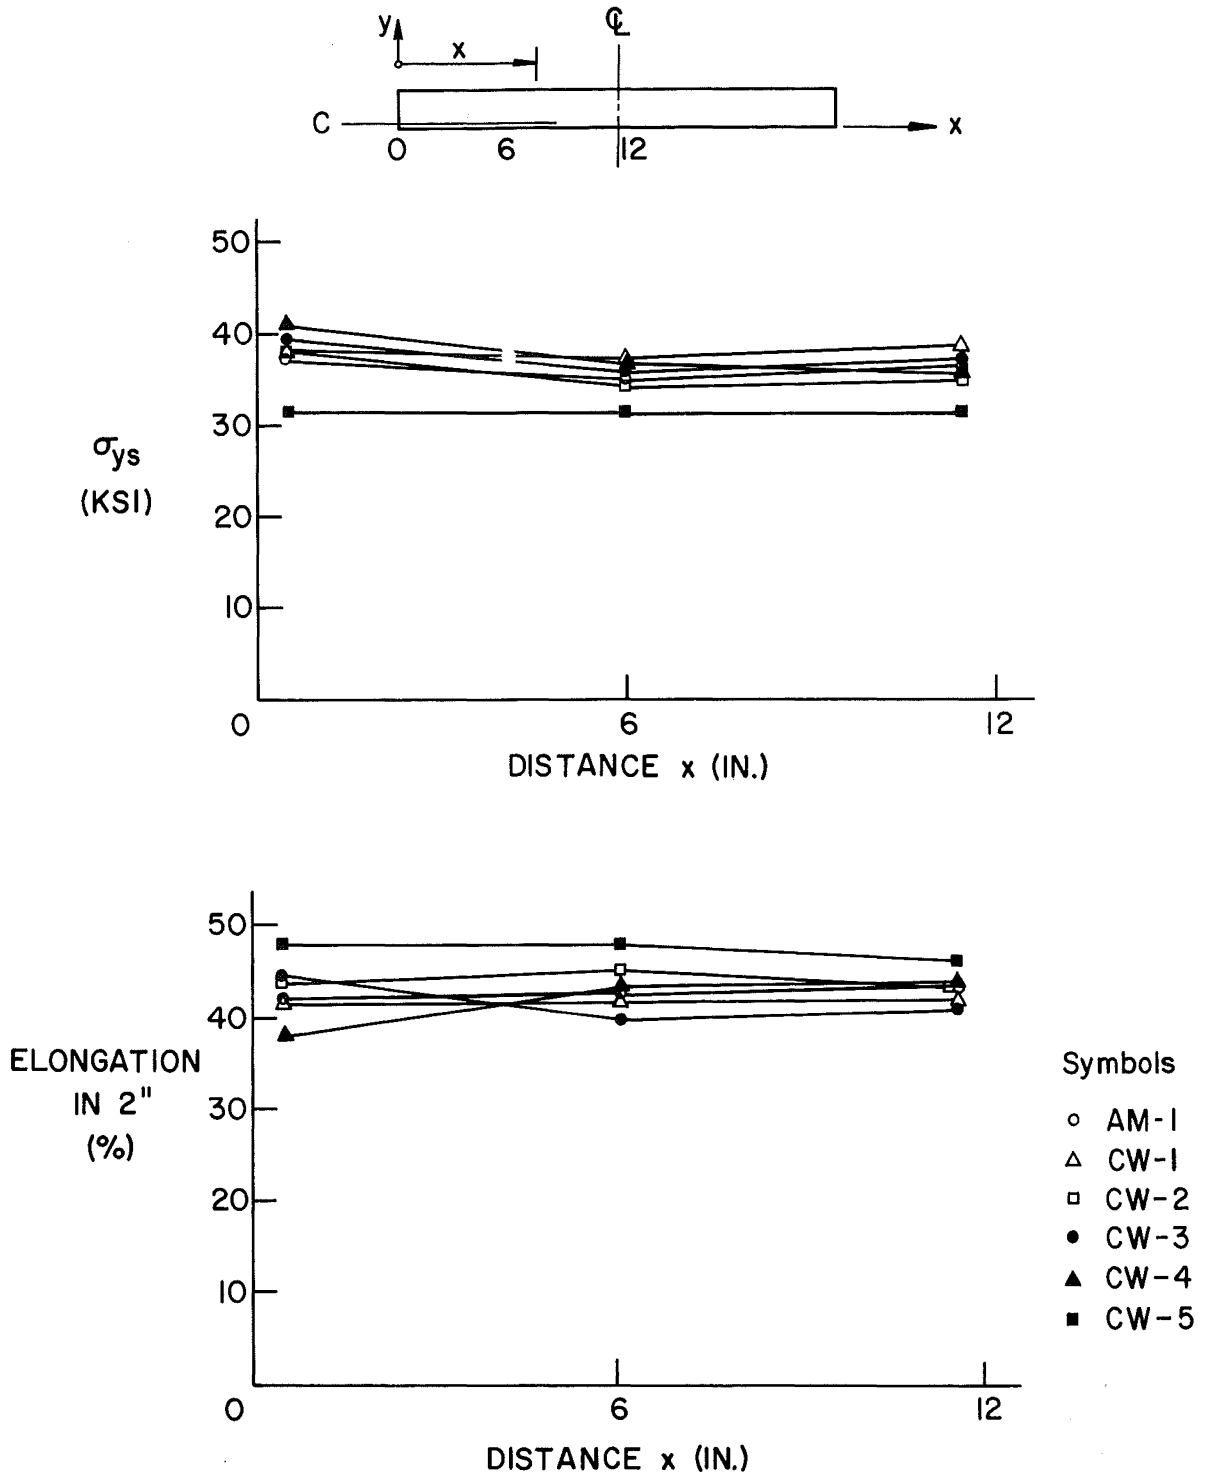 y
x
℄
C
x
0 6 12
50
40
30
20
10
σys
(KSI)
0 6 12
DISTANCE x (IN.)
50
40
30
20
10
ELONGATION
IN 2"
(%)
0 6 12
DISTANCE x (IN.)
Symbols
AM-1
CW-1
CW-2
CW-3
CW-4
CW-5